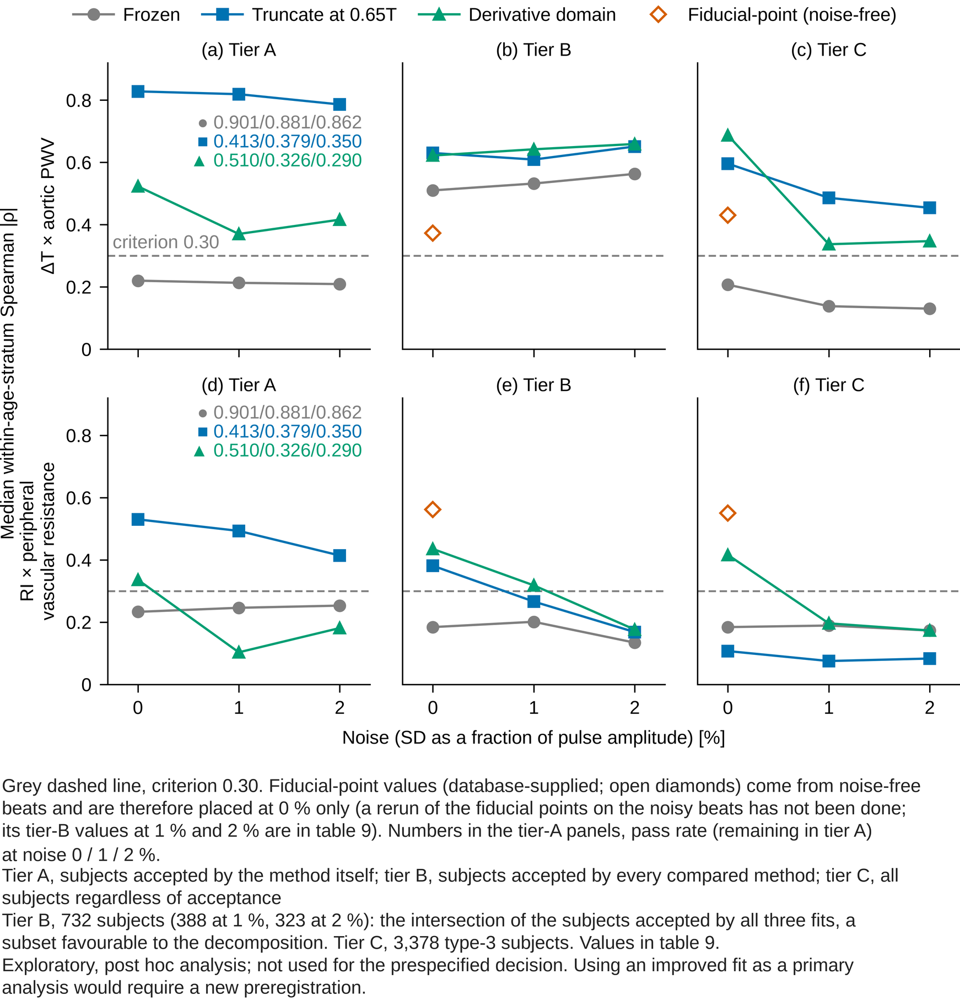 Frozen
Truncate at 0.65T
Derivative domain
Fiducial-point (noise-free)
(a) Tier A
(b) Tier B
(c) Tier C
Median within-age-stratum Spearman |ρ|
ΔT × aortic PWV
0.8
0.6
0.4
0.2
0
0.901/0.881/0.862
0.413/0.379/0.350
0.510/0.326/0.290
criterion 0.30
(d) Tier A
(e) Tier B
(f) Tier C
RI × peripheral
vascular resistance
0.8
0.6
0.4
0.2
0
0.901/0.881/0.862
0.413/0.379/0.350
0.510/0.326/0.290
0 1 2
0 1 2
0 1 2
Noise (SD as a fraction of pulse amplitude) [%]
Grey dashed line, criterion 0.30. Fiducial-point values (database-supplied; open diamonds) come from noise-free
beats and are therefore placed at 0 % only (a rerun of the fiducial points on the noisy beats has not been done;
its tier-B values at 1 % and 2 % are in table 9). Numbers in the tier-A panels, pass rate (remaining in tier A)
at noise 0 / 1 / 2 %.
Tier A, subjects accepted by the method itself; tier B, subjects accepted by every compared method; tier C, all
subjects regardless of acceptance
Tier B, 732 subjects (388 at 1 %, 323 at 2 %): the intersection of the subjects accepted by all three fits, a
subset favourable to the decomposition. Tier C, 3,378 type-3 subjects. Values in table 9.
Exploratory, post hoc analysis; not used for the prespecified decision. Using an improved fit as a primary
analysis would require a new preregistration.